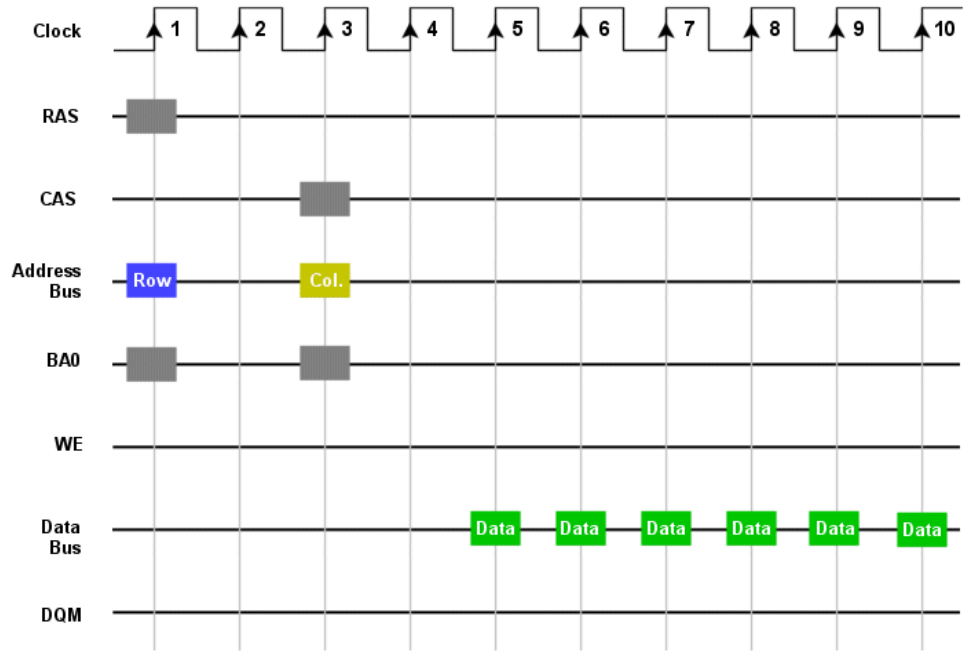 Clock 1 2 3 4 5 6 7 8 9 10
RAS
CAS
Address
Bus
Row Col.
BA0
WE
Data
Bus
Data Data Data Data Data Data
DQM